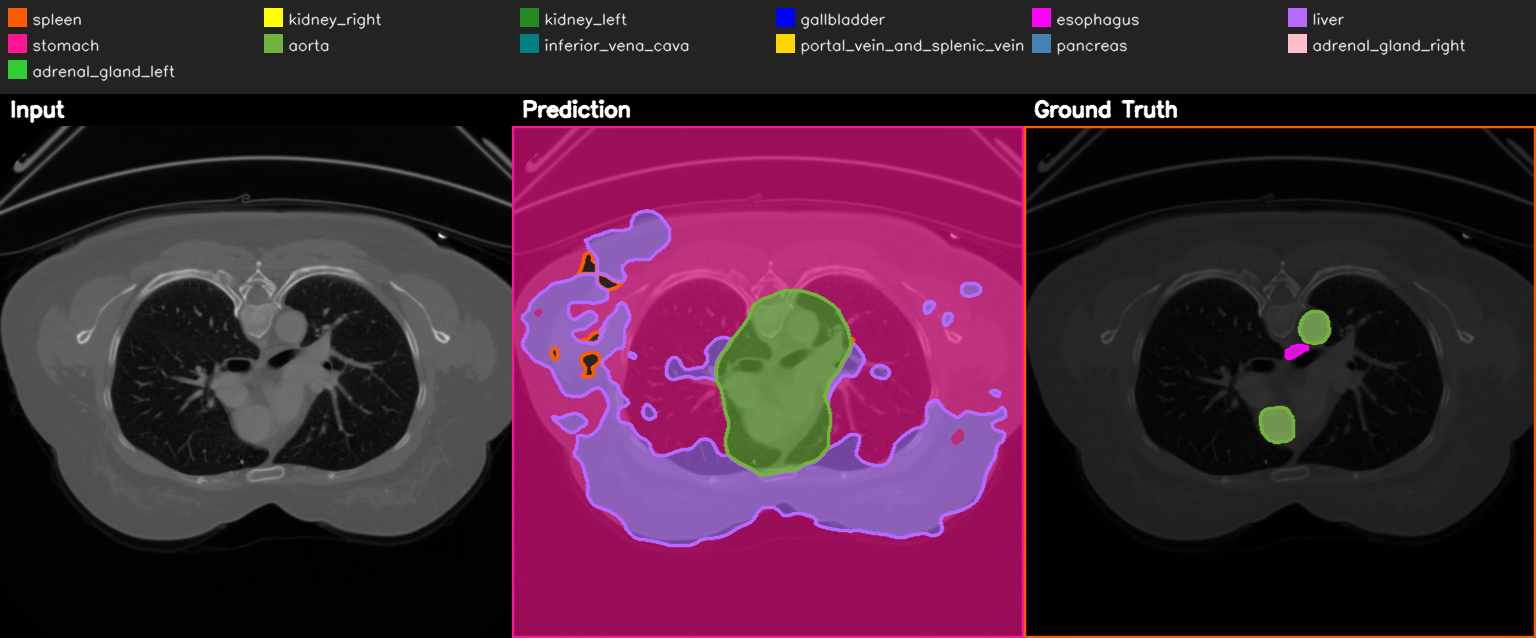 spleen kidney_right kidney_left gallbladder esophagus liver
stomach aorta inferior_vena_cava portal_vein_and_splenic_vein pancreas adrenal_gland_right
adrenal_gland_left
Input Prediction Ground Truth